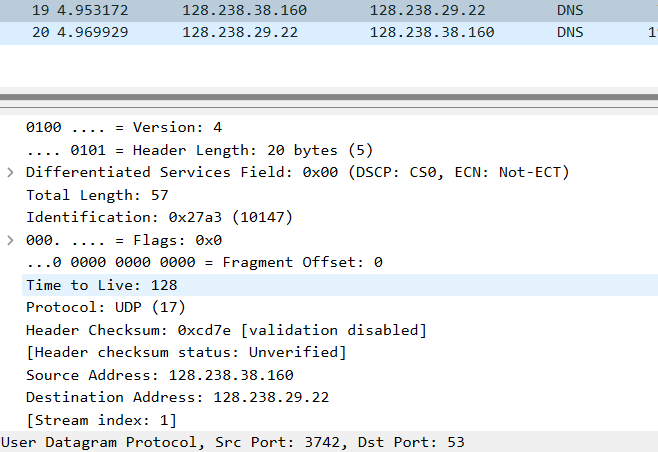 19 4.953172 128.238.38.160 128.238.29.22 DNS
20 4.969929 128.238.29.22 128.238.38.160 DNS
0100 .... = Version: 4
.... 0101 = Header Length: 20 bytes (5)
Differentiated Services Field: 0x00 (DSCP: CS0, ECN: Not-ECT)
Total Length: 57
Identification: 0x27a3 (10147)
000. .... = Flags: 0x0
...0 0000 0000 0000 = Fragment Offset: 0
Time to Live: 128
Protocol: UDP (17)
Header Checksum: 0xcd7e [validation disabled]
[Header checksum status: Unverified]
Source Address: 128.238.38.160
Destination Address: 128.238.29.22
[Stream index: 1]
User Datagram Protocol, Src Port: 3742, Dst Port: 53